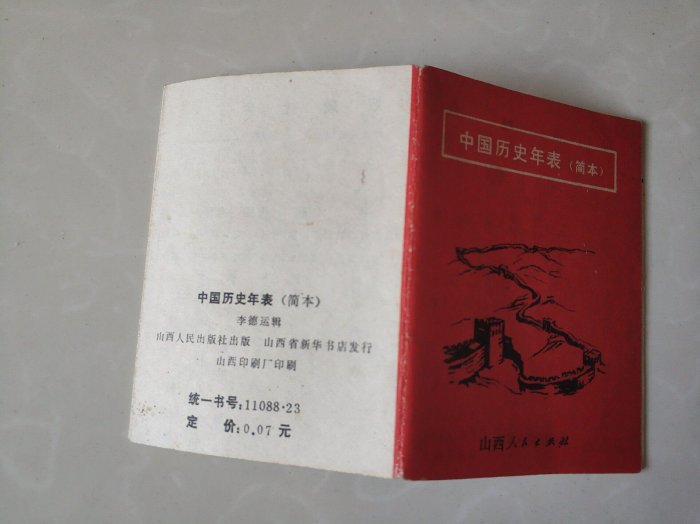 中国历史年表（简本）
山西人民出版社
中国历史年表（简本）
李德运辑
山西人民出版社出版 山西省新华书店发行
山西印刷厂印刷
统一书号：11088·23
定 价：0.07 元